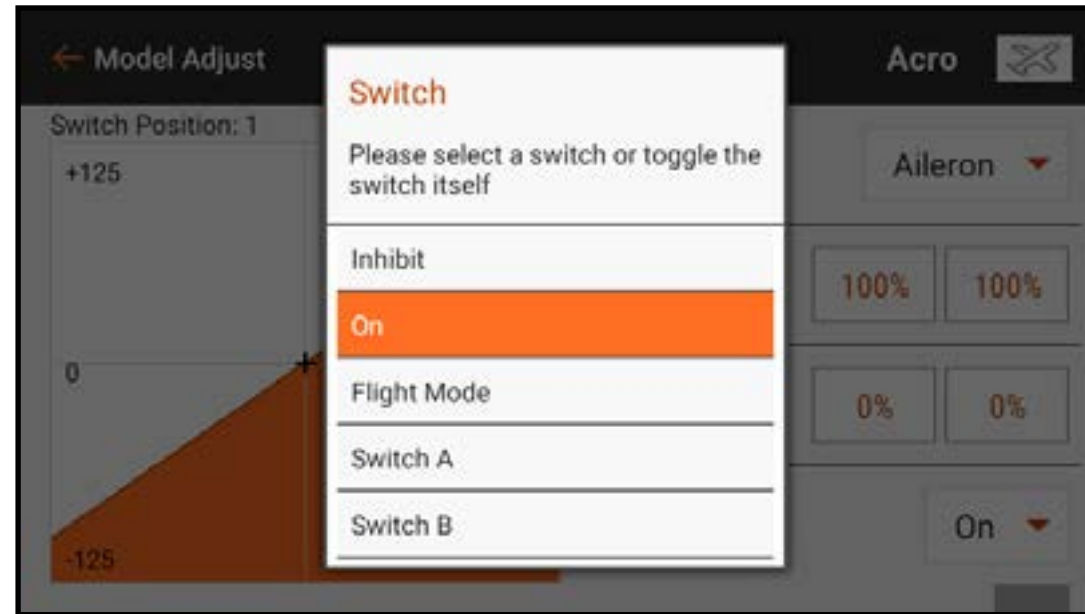 ← Model Adjust
Acro
Switch Position: 1
+125
0
-125
Switch
Please select a switch or toggle the
switch itself
Inhibit
On
Flight Mode
Switch A
Switch B
Aileron
100% 100%
0% 0%
On